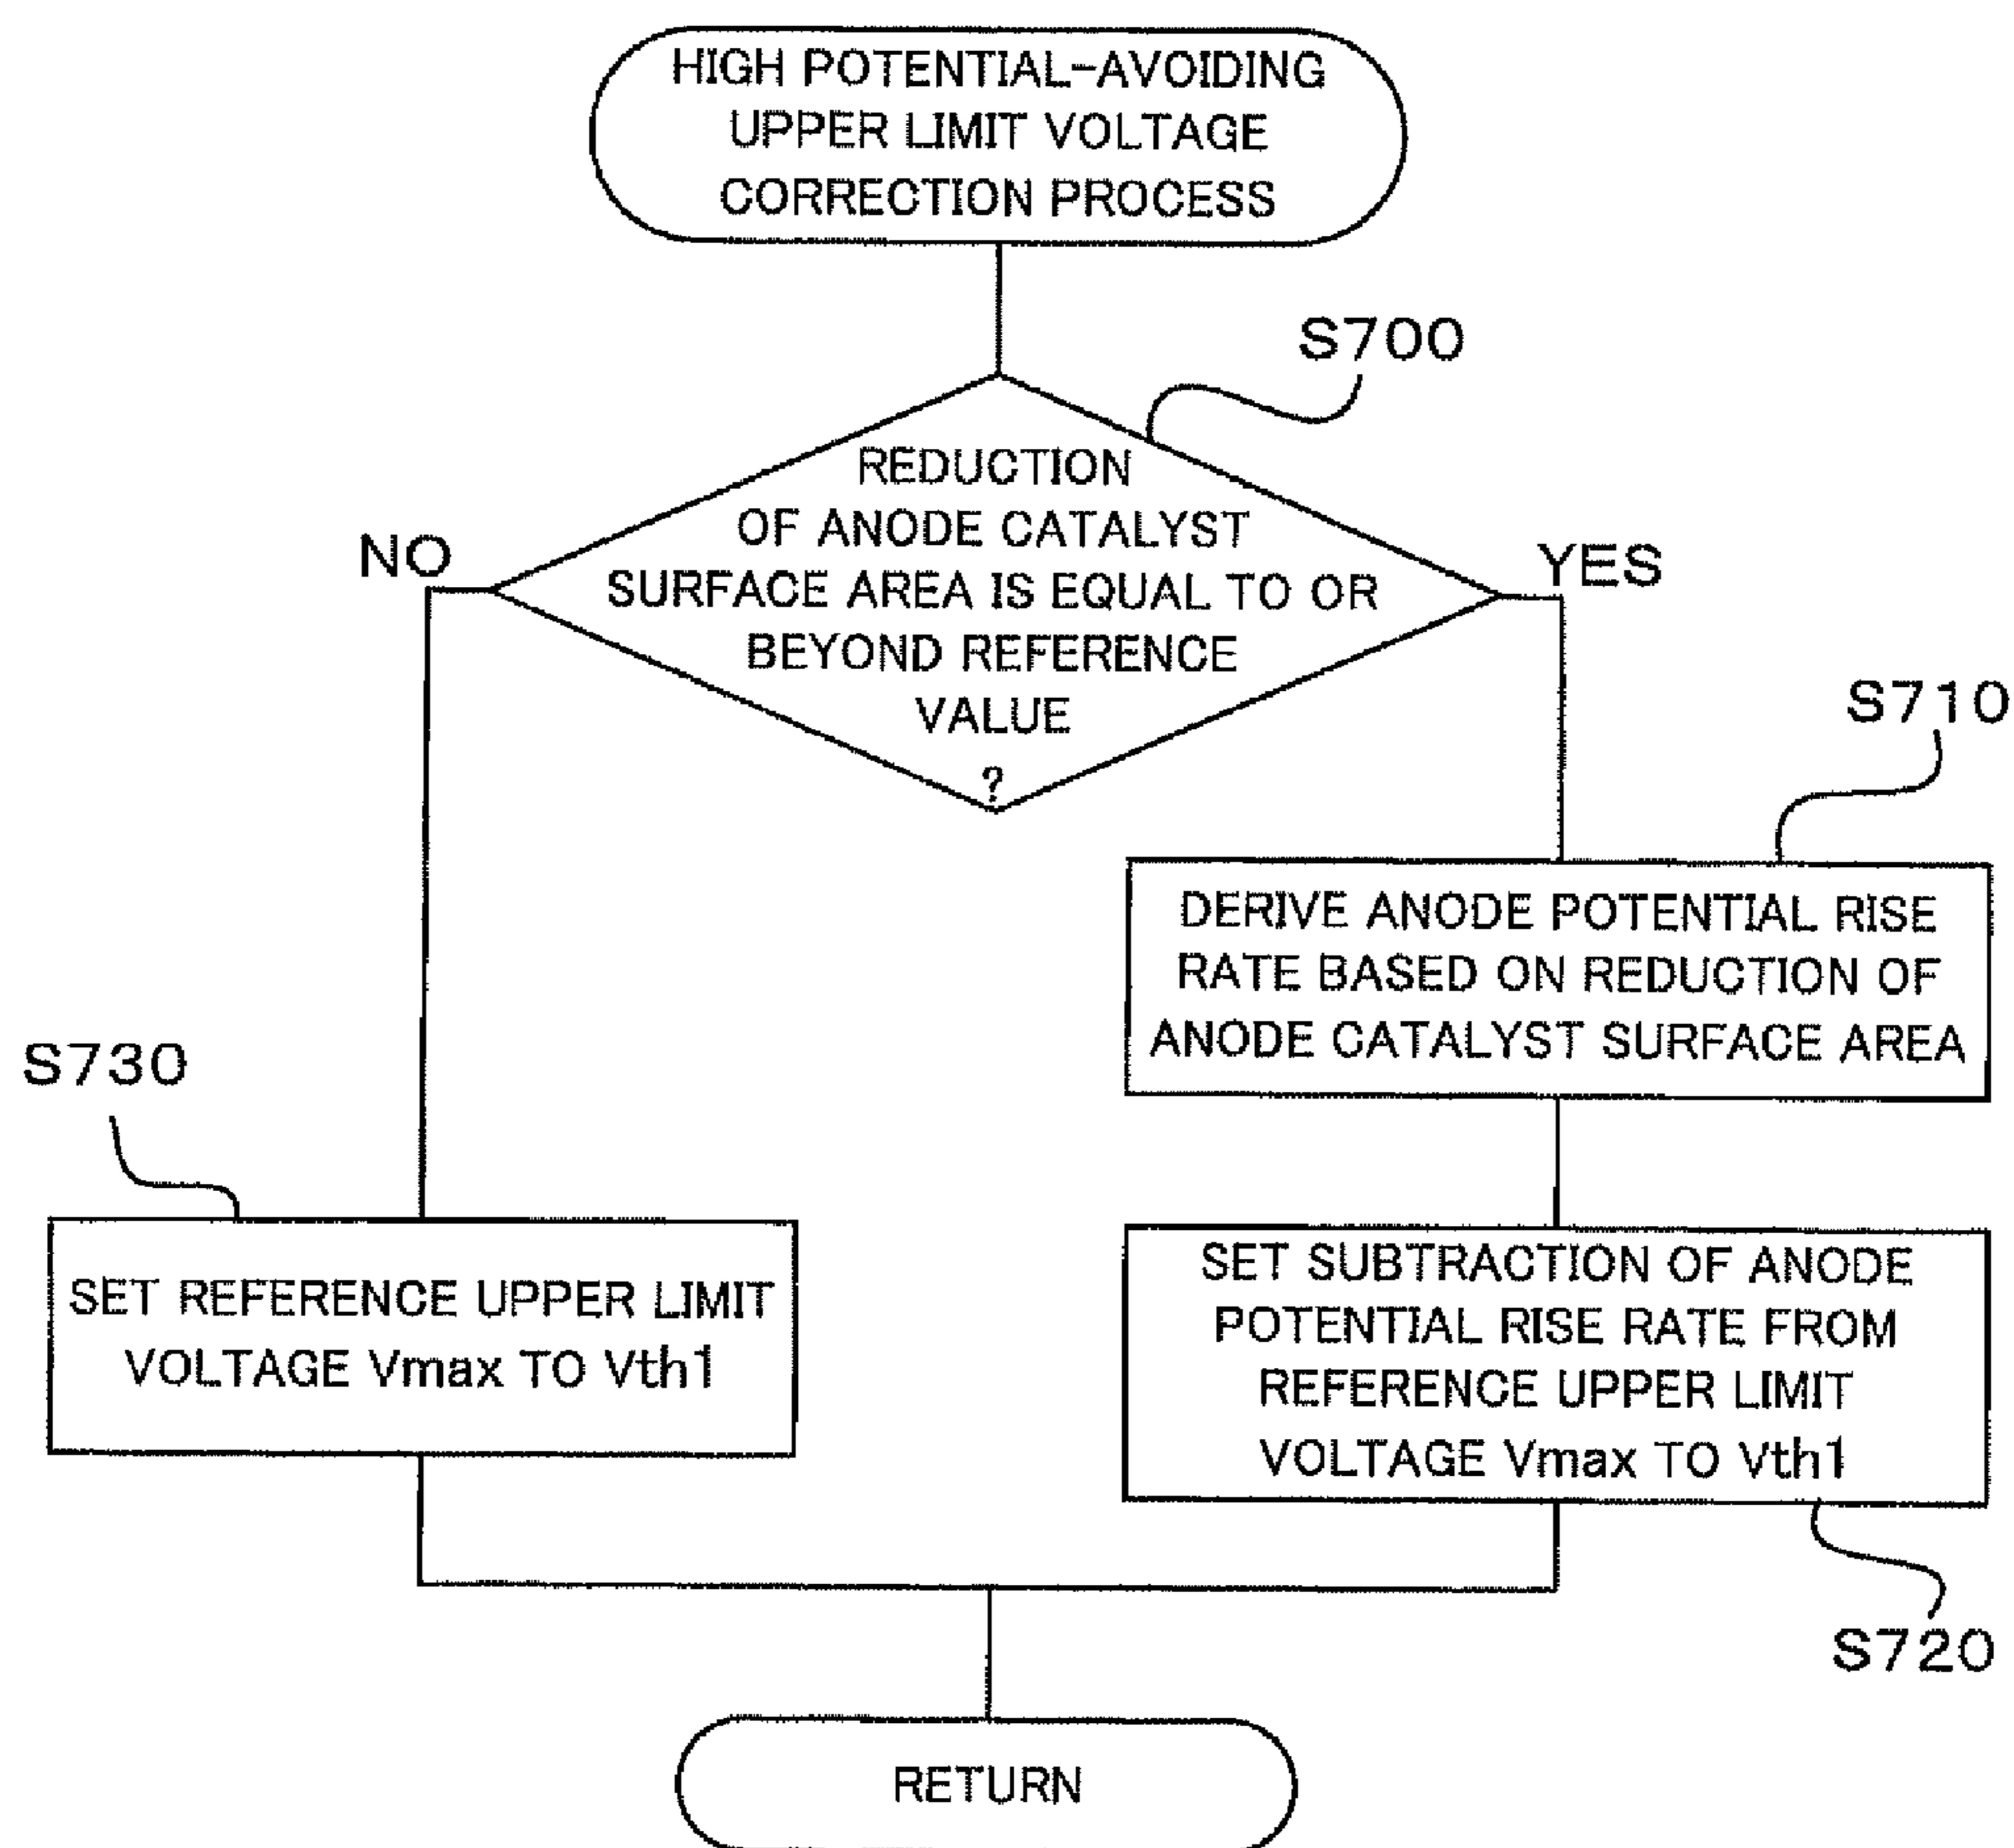 HIGH POTENTIAL-AVOIDING
UPPER LIMIT VOLTAGE
CORRECTION PROCESS
S700
REDUCTION
OF ANODE CATALYST
SURFACE AREA IS EQUAL TO OR
BEYOND REFERENCE
VALUE
?
NO
YES
S710
DERIVE ANODE POTENTIAL RISE
RATE BASED ON REDUCTION OF
ANODE CATALYST SURFACE AREA
S730
SET REFERENCE UPPER LIMIT
VOLTAGE Vmax TO Vth1
SET SUBTRACTION OF ANODE
POTENTIAL RISE RATE FROM
REFERENCE UPPER LIMIT
VOLTAGE Vmax TO Vth1
S720
RETURN